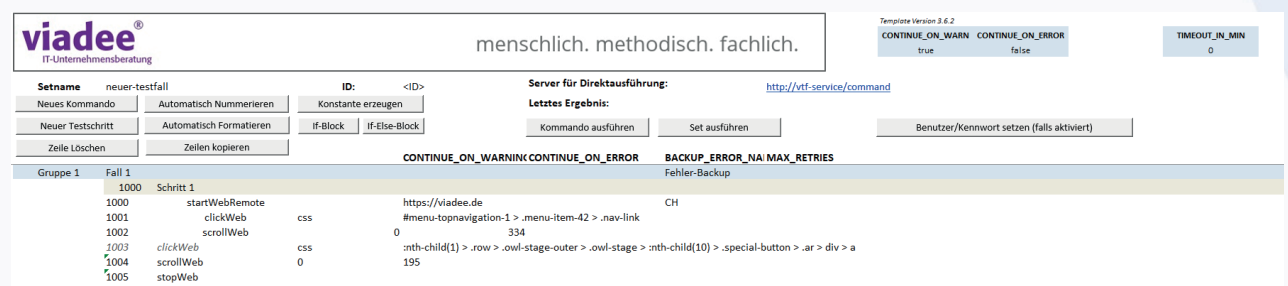 viadee®
IT-Unternehmensberatung
menschlich. methodisch. fachlich.
Template Version 3.6.2
CONTINUE_ON_WARN CONTINUE_ON_ERROR TIMEOUT_IN_MIN
true false 0
Setname neuer-testfall ID: <ID> Server für Direktausführung: http://vtf-service/command
Neues Kommando Automatisch Nummerieren Konstante erzeugen Letztes Ergebnis:
Neuer Testschritt Automatisch Formatieren If-Block If-Else-Block Kommando ausführen Set ausführen Benutzer/Kennwort setzen (falls aktiviert)
Zeile Löschen Zeilen kopieren
CONTINUE_ON_WARNING CONTINUE_ON_ERROR BACKUP_ERROR_NA MAX_RETRIES
Gruppe 1 Fall 1 Fehler-Backup
1000 Schritt 1
1000 startWebRemote https://viadee.de CH
1001 clickWeb css #menu-topnavigation-1 > .menu-item-42 > .nav-link
1002 scrollWeb 0 334
1003 clickWeb css :nth-child(1) > .row > .owl-stage-outer > .owl-stage > :nth-child(10) > .special-button > .ar > div > a
1004 scrollWeb 0 195
1005 stopWeb